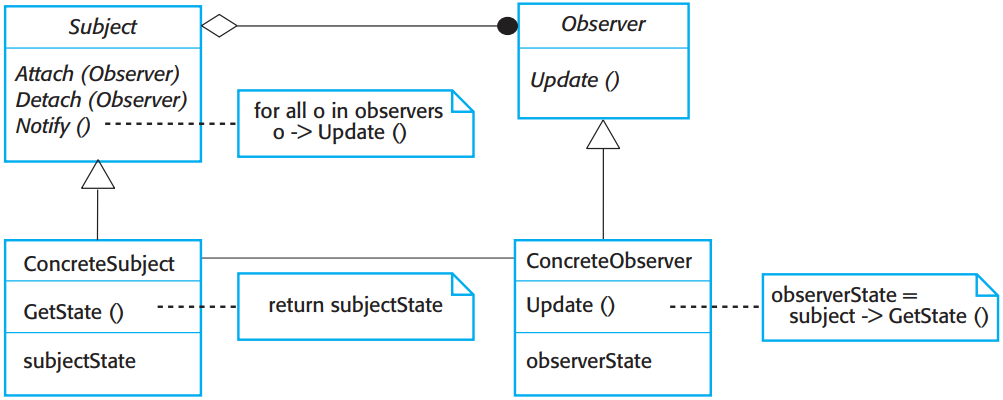 Subject
Attach (Observer)
Detach (Observer)
Notify ()
for all o in observers
o -> Update ()
Observer
Update ()
ConcreteSubject
GetState ()
subjectState
return subjectState
ConcreteObserver
Update ()
observerState
observerState =
subject -> GetState ()